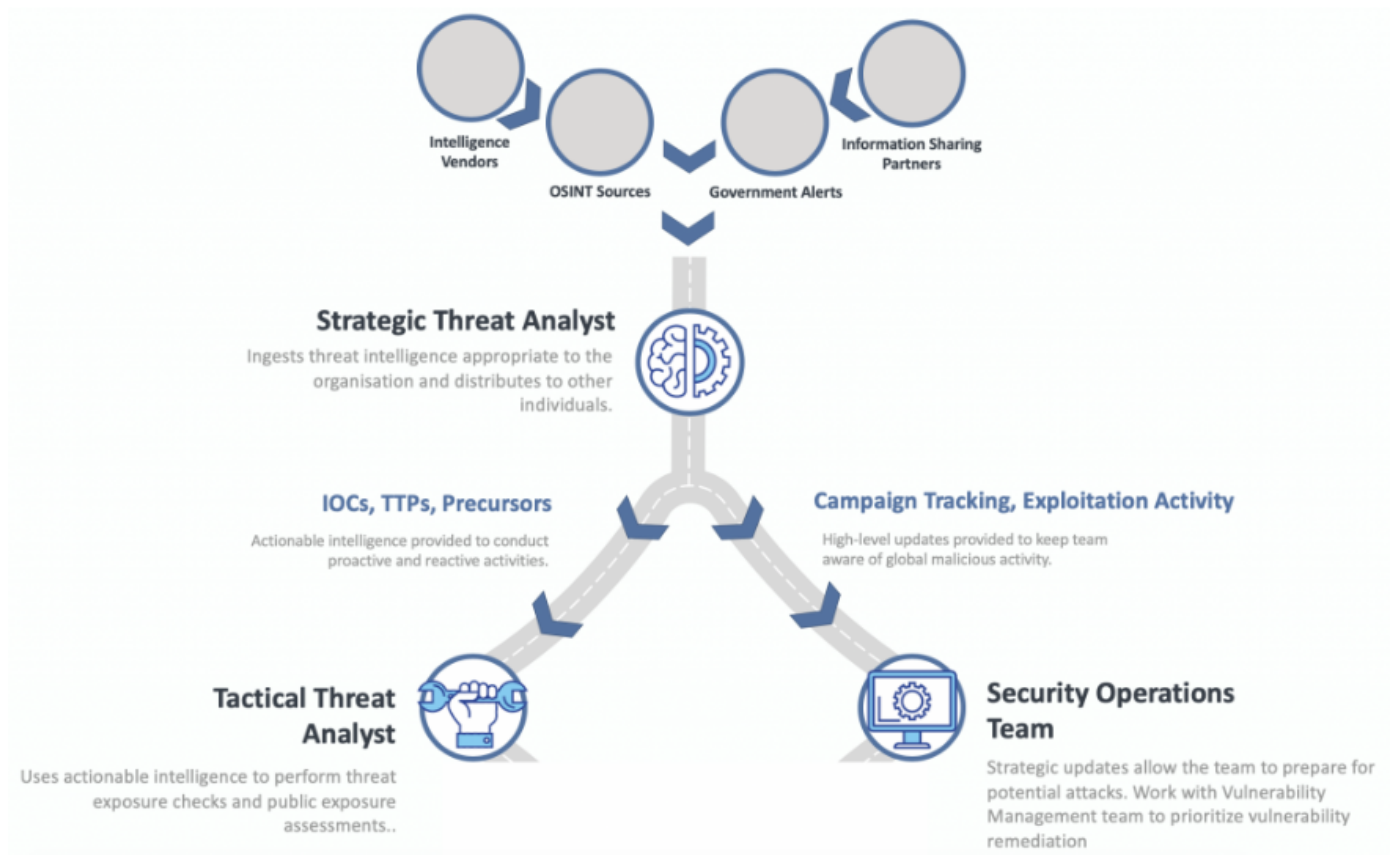 Intelligence
Vendors
OSINT Sources
Government Alerts
Information Sharing
Partners
Strategic Threat Analyst
Ingests threat intelligence appropriate to the
organisation and distributes to other
individuals.
IOCs, TTPs, Precursors
Actionable intelligence provided to conduct
proactive and reactive activities.
Campaign Tracking, Exploitation Activity
High-level updates provided to keep team
aware of global malicious activity.
Tactical Threat
Analyst
Uses actionable intelligence to perform threat
exposure checks and public exposure
assessments..
Security Operations
Team
Strategic updates allow the team to prepare for
potential attacks. Work with Vulnerability
Management team to prioritize vulnerability
remediation